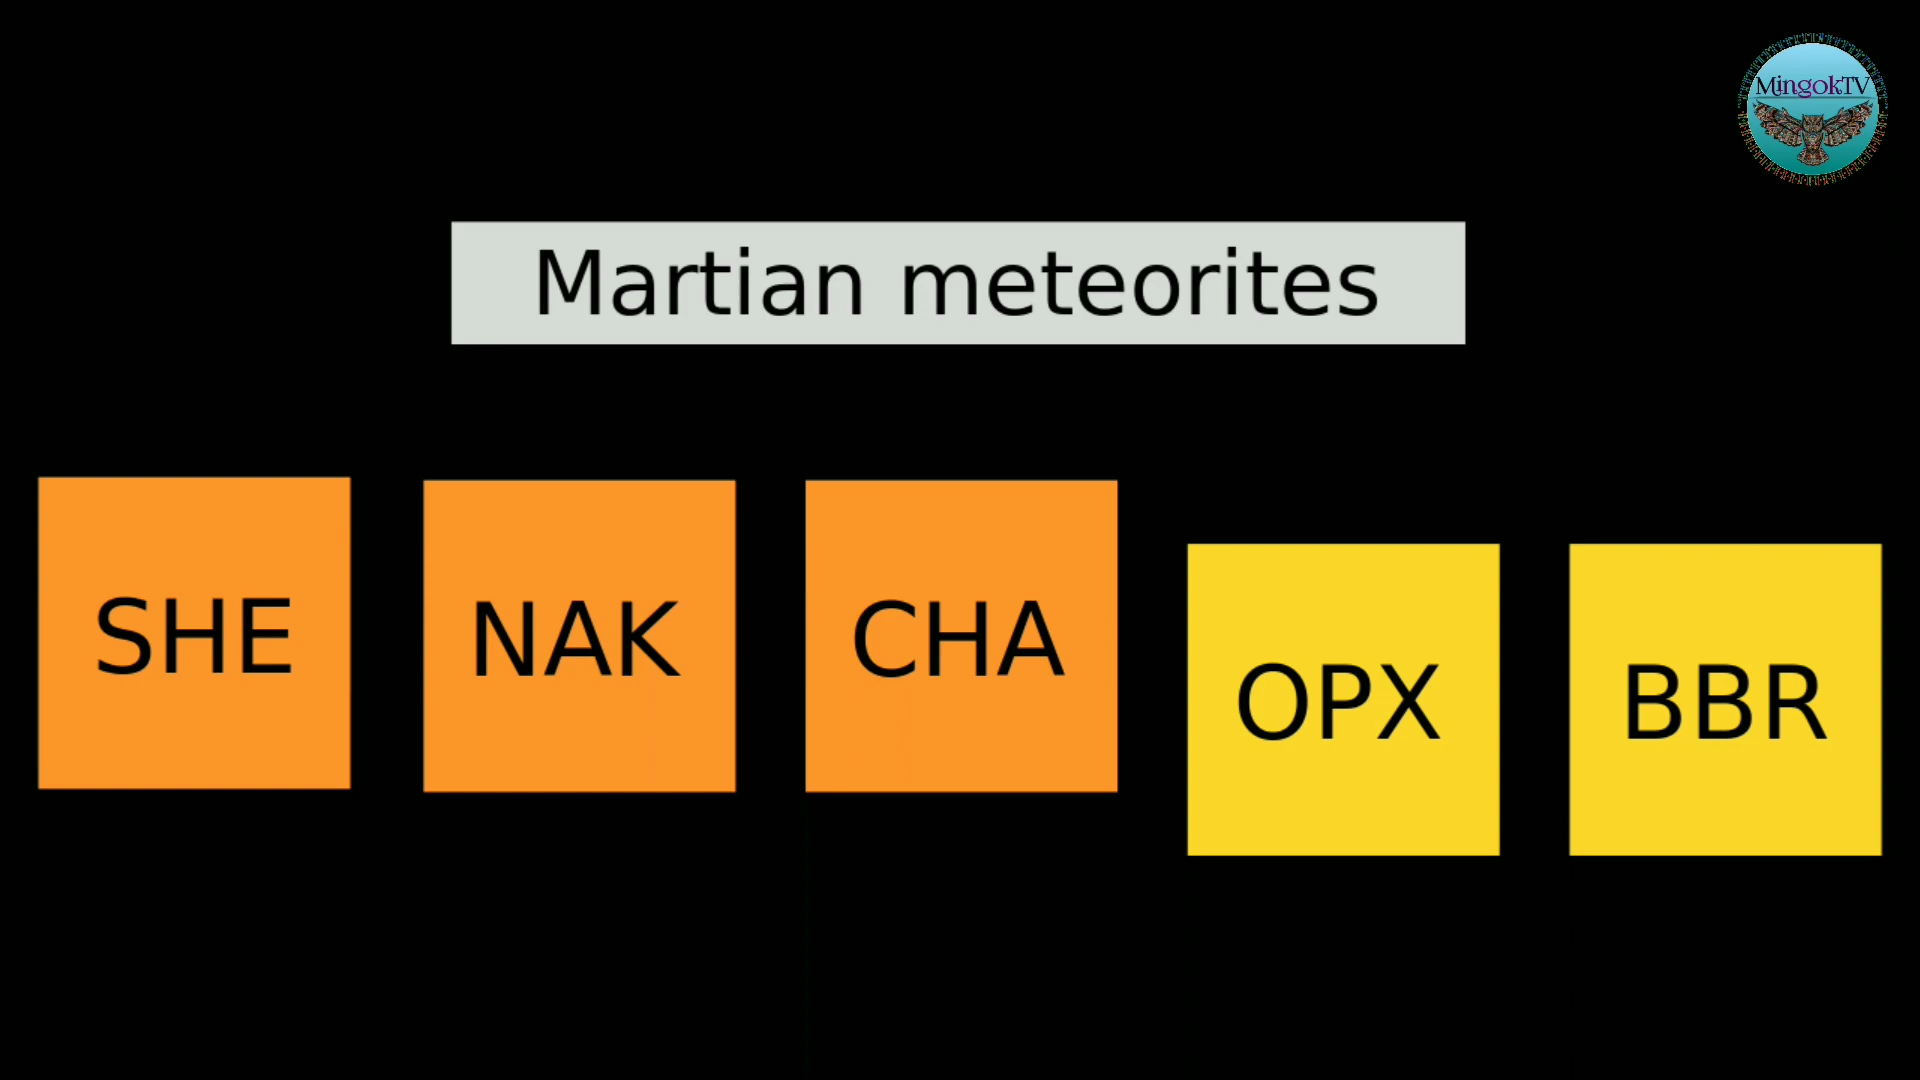 MingokTV
Martian meteorites
SHE
NAK
CHA
OPX
BBR